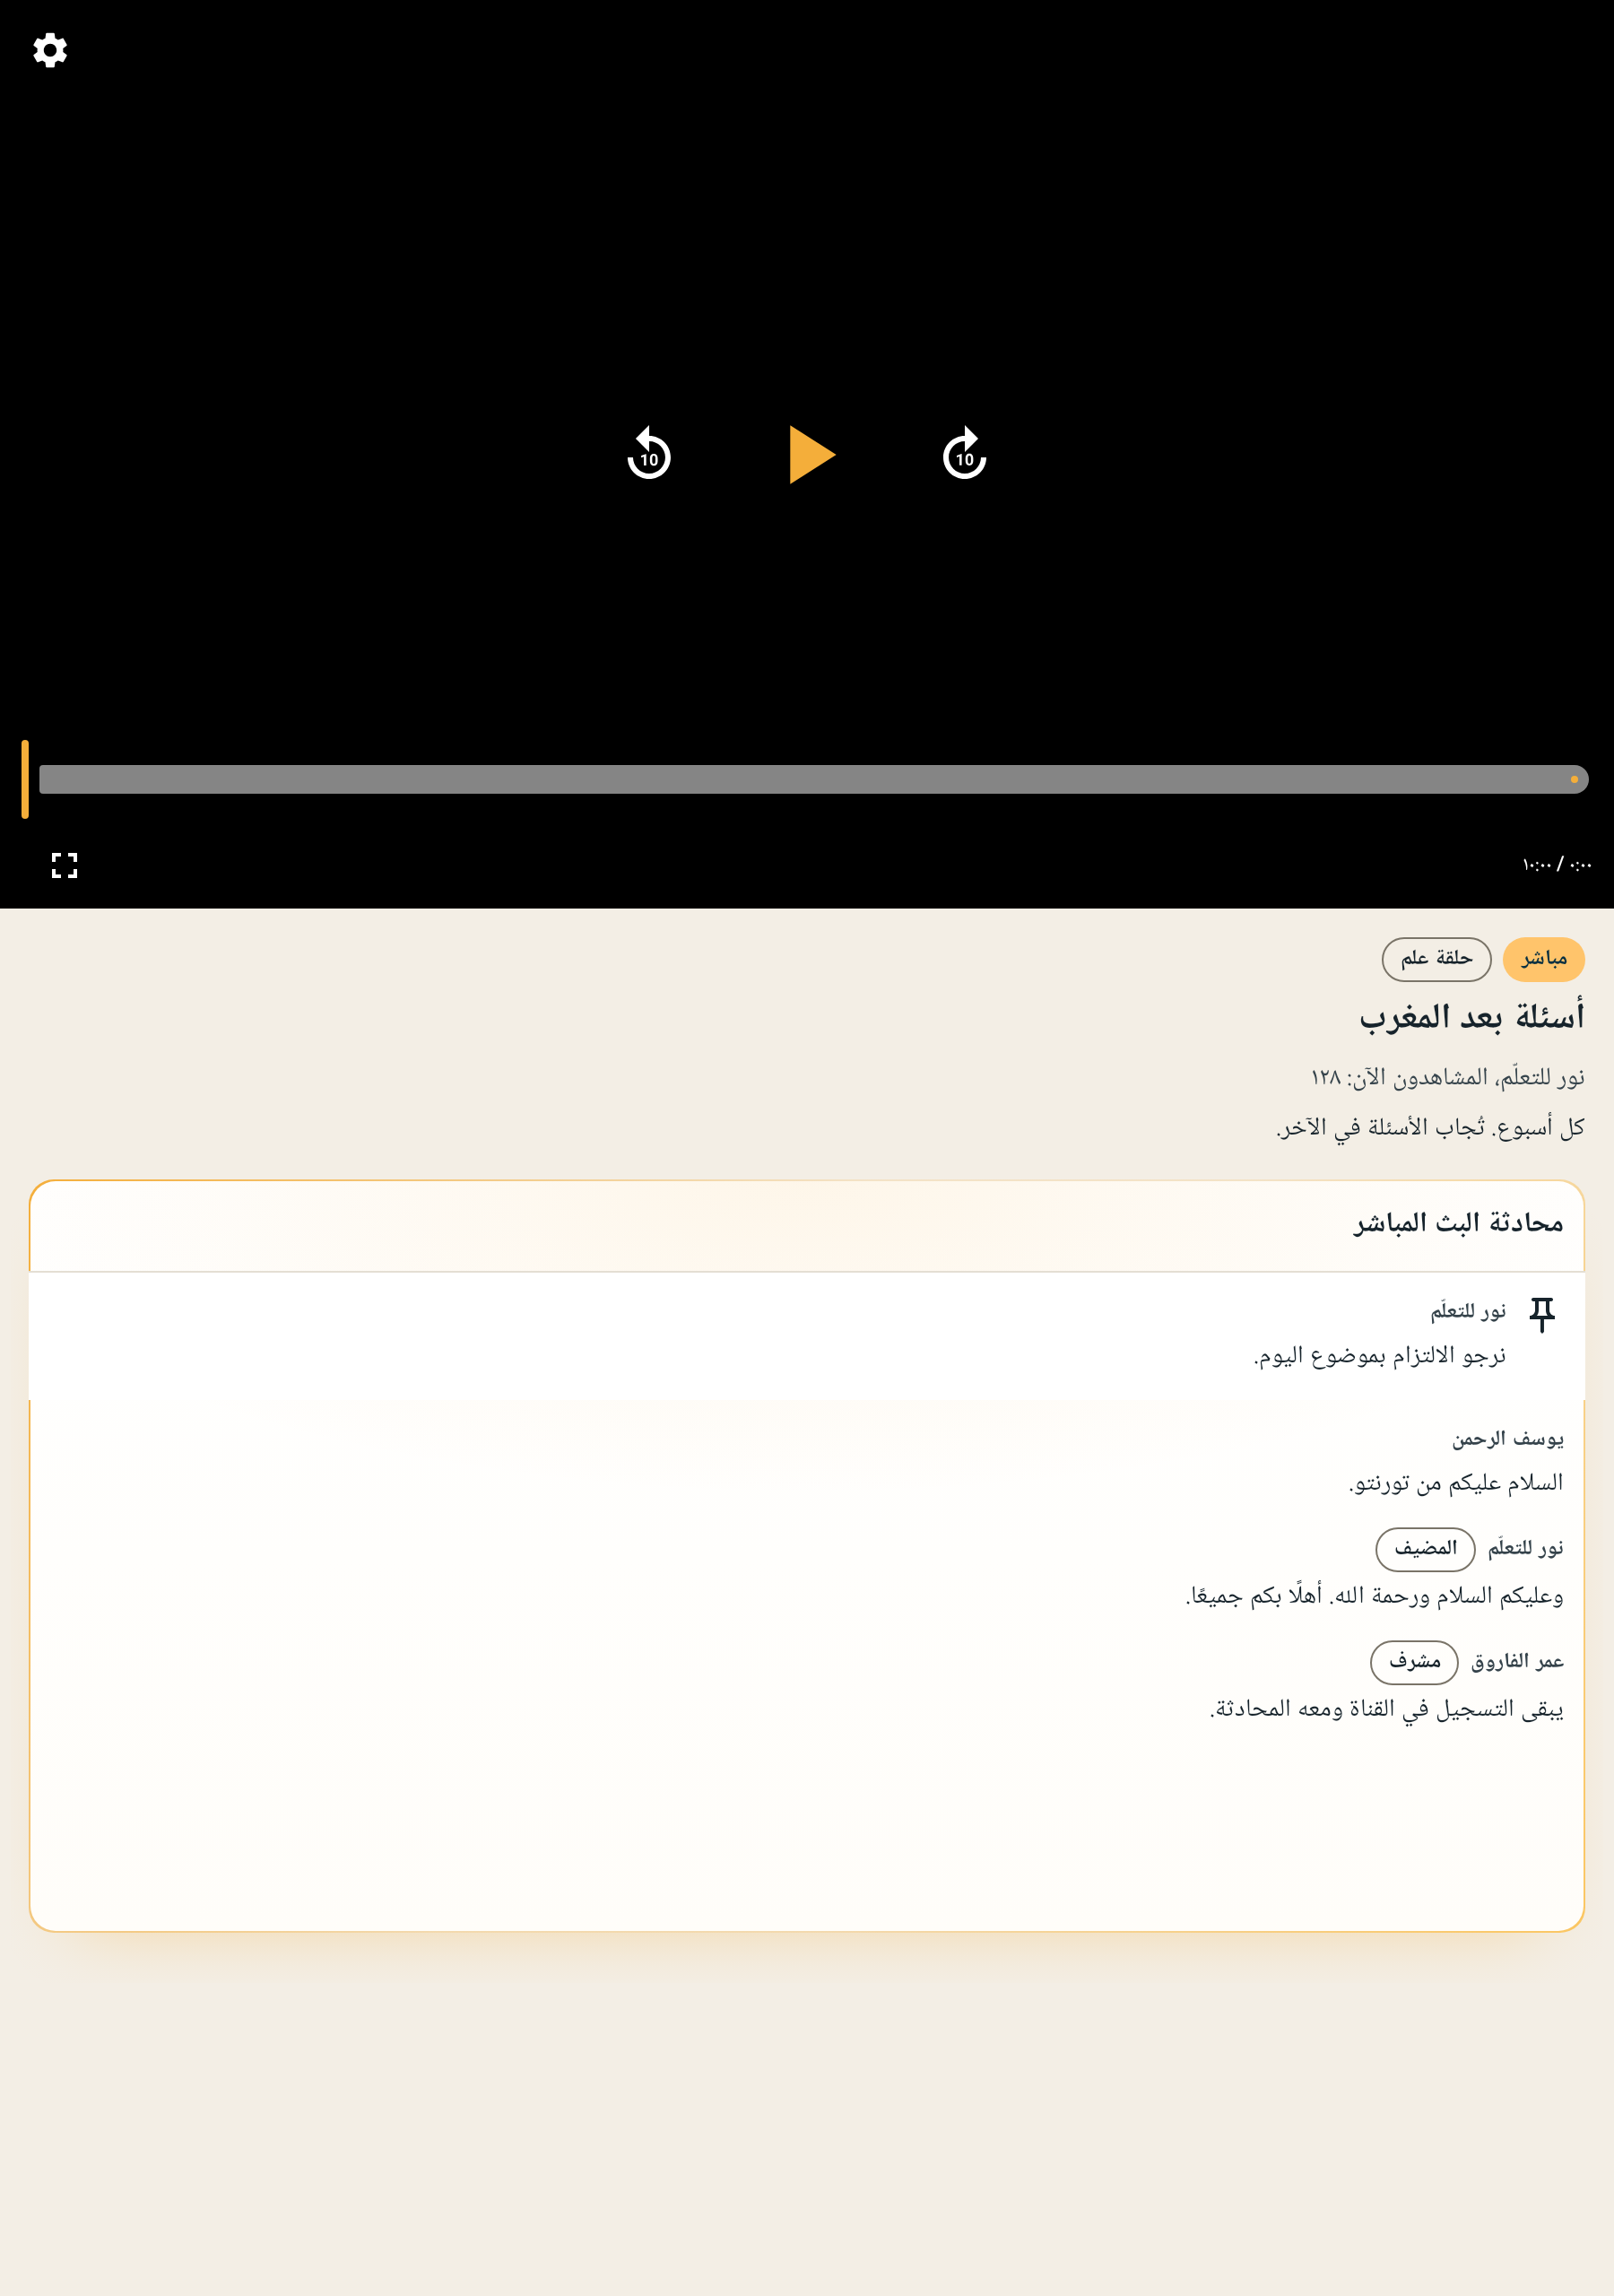 10
10
٠:٠٠ / ١٠:٠٠
مباشر
حلقة علم
أسئلة بعد المغرب
نور للتعلّم، المشاهدون الآن: ١٢٨
كل أسبوع. تُجاب الأسئلة في الآخر.
محادثة البث المباشر
نور للتعلّم
نرجو الالتزام بموضوع اليوم.
يوسف الرحمن
السلام عليكم من تورنتو.
نور للتعلّم المضيف
وعليكم السلام ورحمة الله. أهلًا بكم جميعًا.
عمر الفاروق مشرف
يبقى التسجيل في القناة ومعه المحادثة.